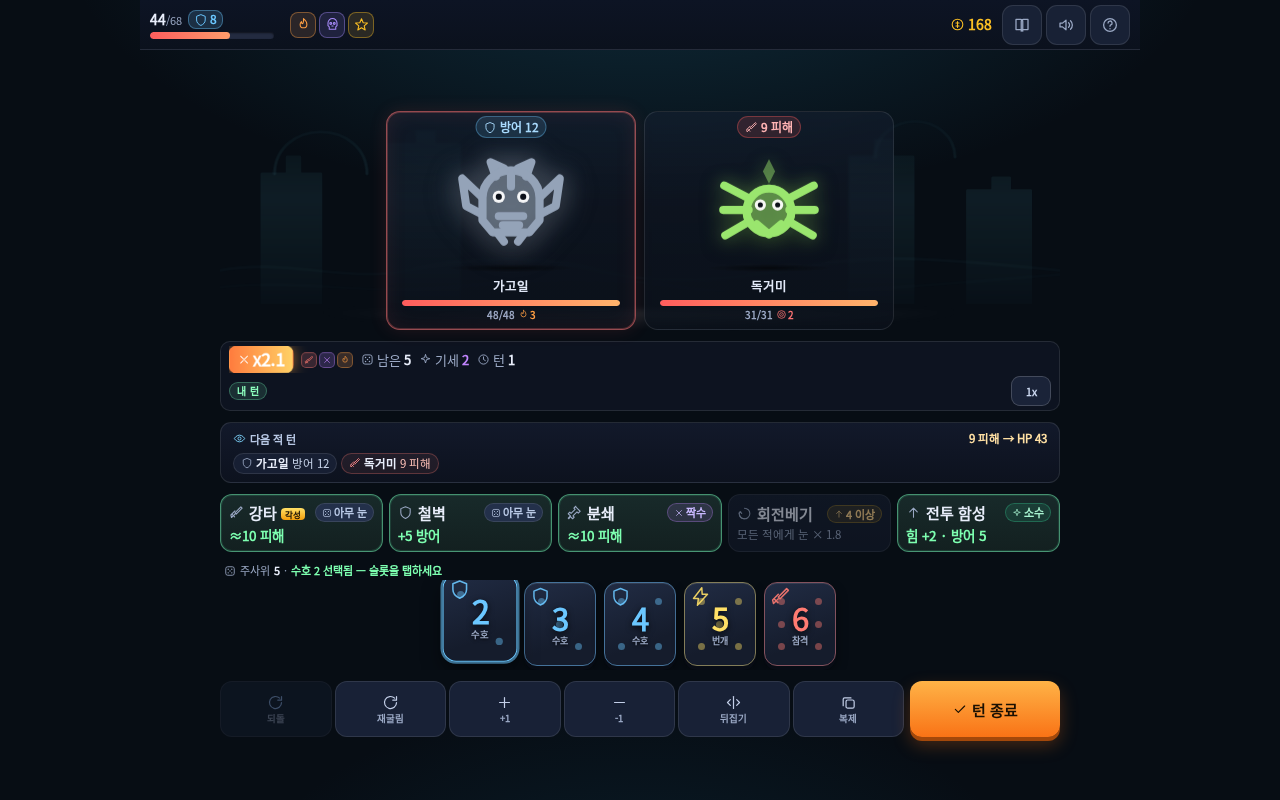 44/68 8
168
방어 12
9 피해
가고일
48/48 3
독거미
31/31 2
x2.1 남은 5 기세 2 턴 1
내 턴
1x
다음 적 턴
9 피해 → HP 43
가고일 방어 12 독거미 9 피해
강타 각성 아무 눈
≈10 피해
철벽 아무 눈
+5 방어
분쇄 짝수
≈10 피해
회전베기 4 이상
모든 적에게 눈 × 1.8
전투 함성 소수
힘 +2 · 방어 5
주사위 5 · 수호 2 선택됨 — 슬롯을 탭하세요
2
수호
3
수호
4
수호
5
번개
6
참격
되돌
재굴림
+1
-1
뒤집기
복제
턴 종료